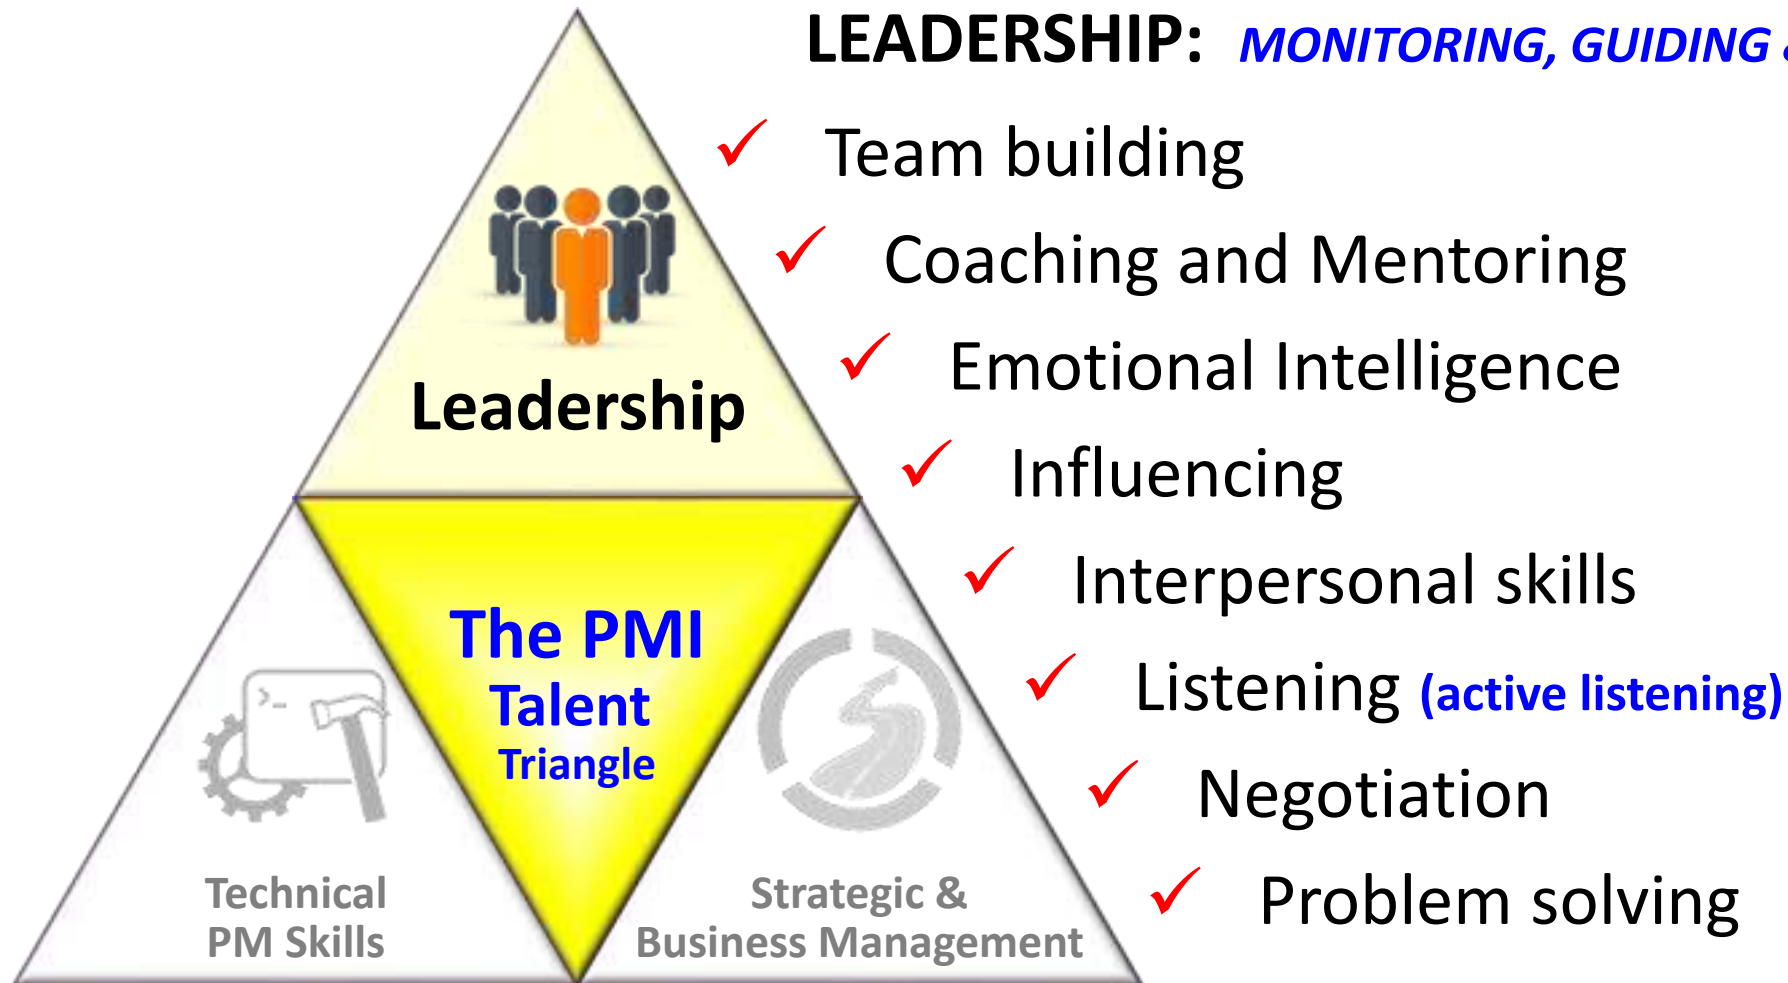 LEADERSHIP: MONITORING, GUIDING &
✓ Team building
✓ Coaching and Mentoring
✓ Emotional Intelligence
✓ Influencing
✓ Interpersonal skills
✓ Listening (active listening)
✓ Negotiation
✓ Problem solving
Leadership
The PMI
Talent
Triangle
>_
Technical
PM Skills
Strategic &
Business Management